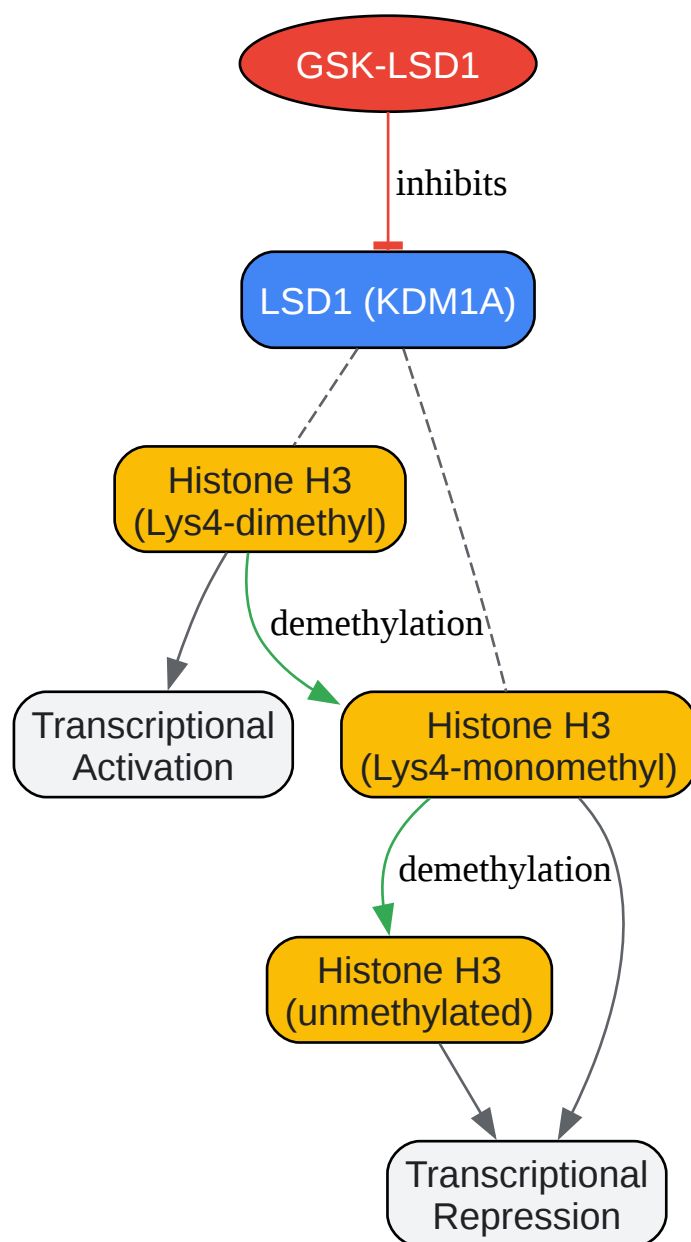 GSK-LSD1
inhibits
LSD1 (KDM1A)
Histone H3
(Lys4-dimethyl)
demethylation
Transcriptional
Activation
Histone H3
(Lys4-monomethyl)
demethylation
Histone H3
(unmethylated)
Transcriptional
Repression